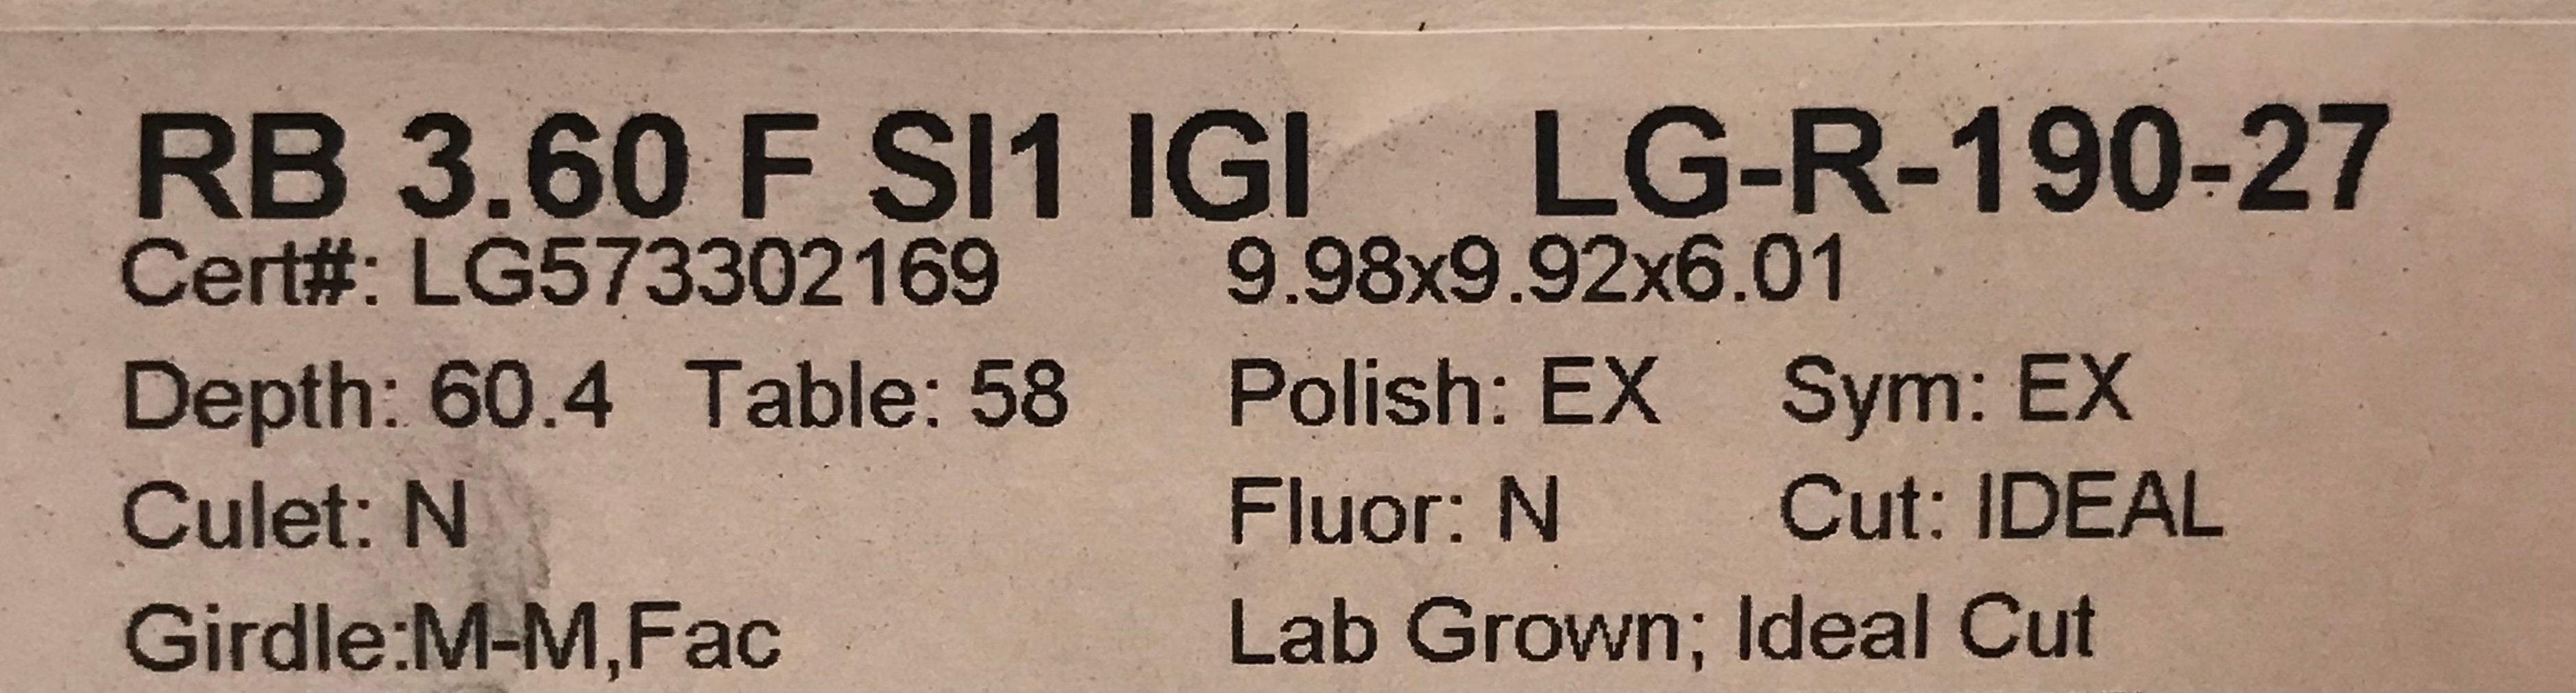 RB 3.60 F SI1 IGI LG-R-190-27
Cert#: LG573302169 9.98x9.92x6.01
Depth: 60.4 Table: 58 Polish: EX Sym: EX
Culet: N Fluor: N Cut: IDEAL
Girdle:M-M,Fac Lab Grown; Ideal Cut